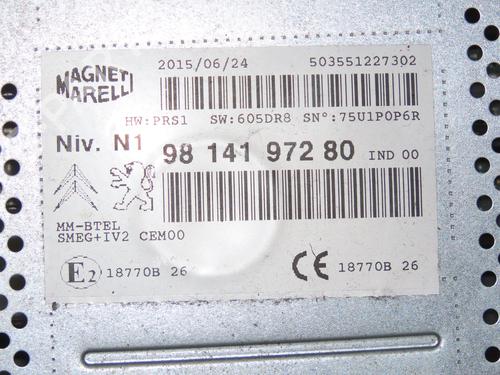 MAGNETI MARELLI
2015/06/24 503551227302
HW:PRS1 SW:605DR8 SN°:75U1P0P6R
Niv. N1 98 141 972 80 IND 00
MM-BTEL
SMEG+IV2 CEM00
E2 18770B 26 CE 18770B 26